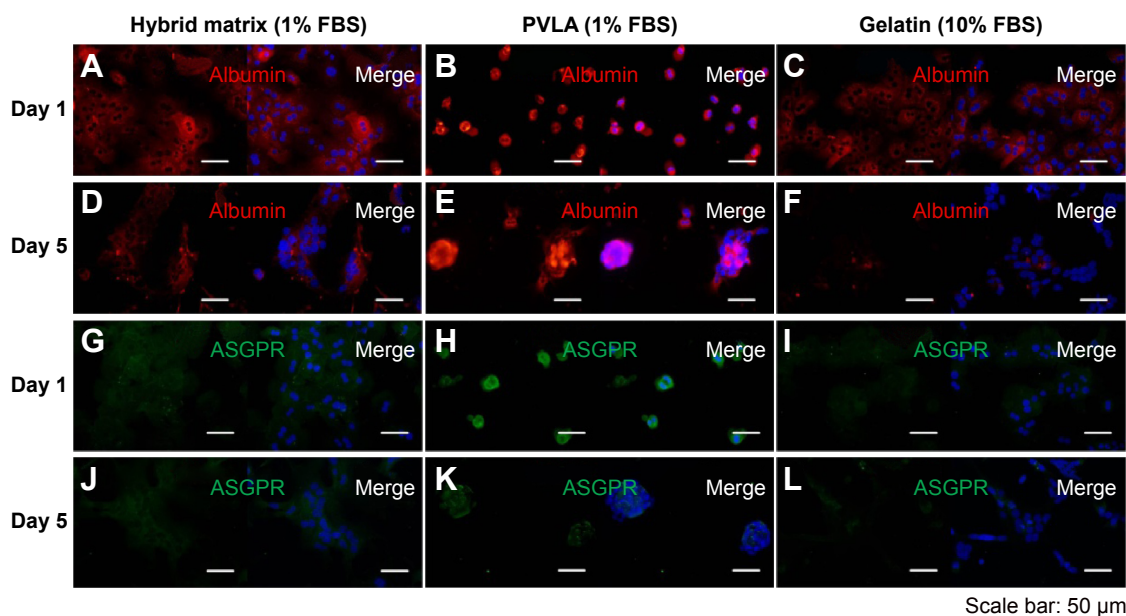 Hybrid matrix (1% FBS) PVLA (1% FBS) Gelatin (10% FBS)
Day 1
A Albumin Merge B Albumin Merge C Albumin Merge
Day 5
D Albumin Merge E Albumin Merge F Albumin Merge
Day 1
G ASGPR Merge H ASGPR Merge I ASGPR Merge
Day 5
J ASGPR Merge K ASGPR Merge L ASGPR Merge
Scale bar: 50 μm